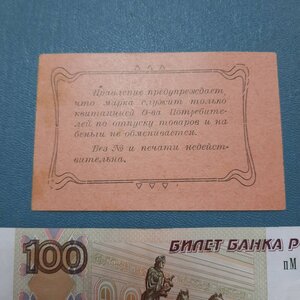 Правление предупреждает,
что марка служит только
квитанцией О-ва Потребите-
лей по отпуску товаров и на
деньги не обменивается.
Без № и печати недейст-
вительна.
100
БИЛЕТ БАНКА Р
пМ